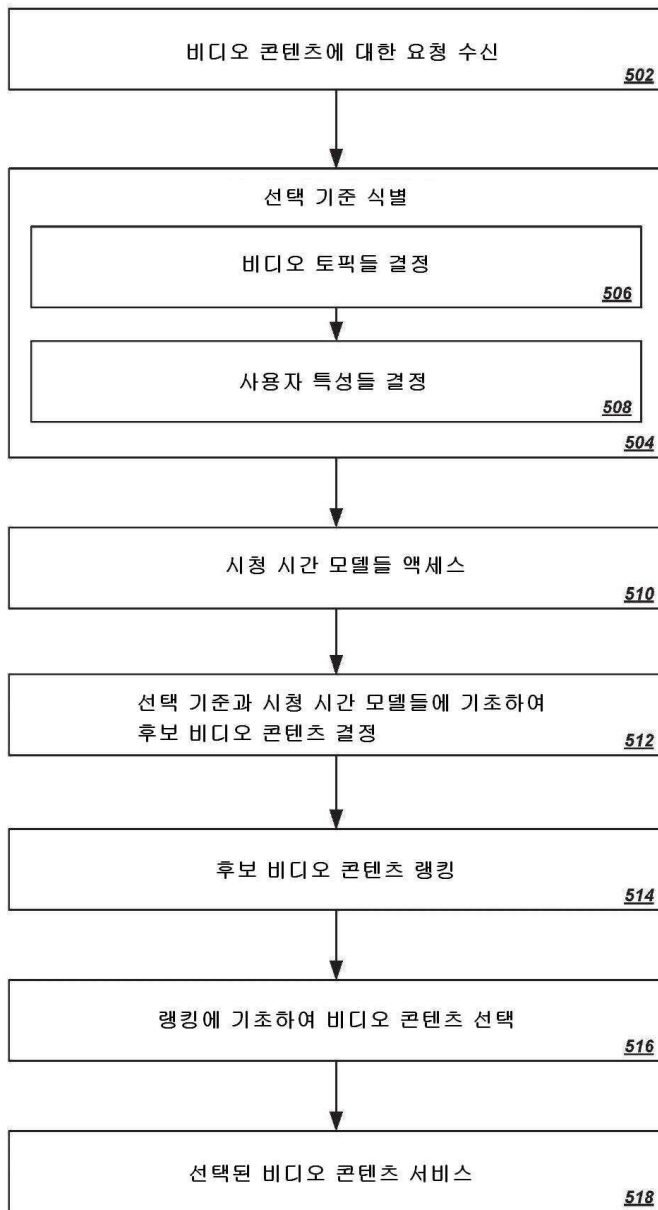 비디오 콘텐츠에 대한 요청 수신
502
선택 기준 식별
비디오 토픽들 결정
506
사용자 특성들 결정
508
504
시청 시간 모델들 액세스
510
선택 기준과 시청 시간 모델들에 기초하여
후보 비디오 콘텐츠 결정
512
후보 비디오 콘텐츠 랭킹
514
랭킹에 기초하여 비디오 콘텐츠 선택
516
선택된 비디오 콘텐츠 서비스
518